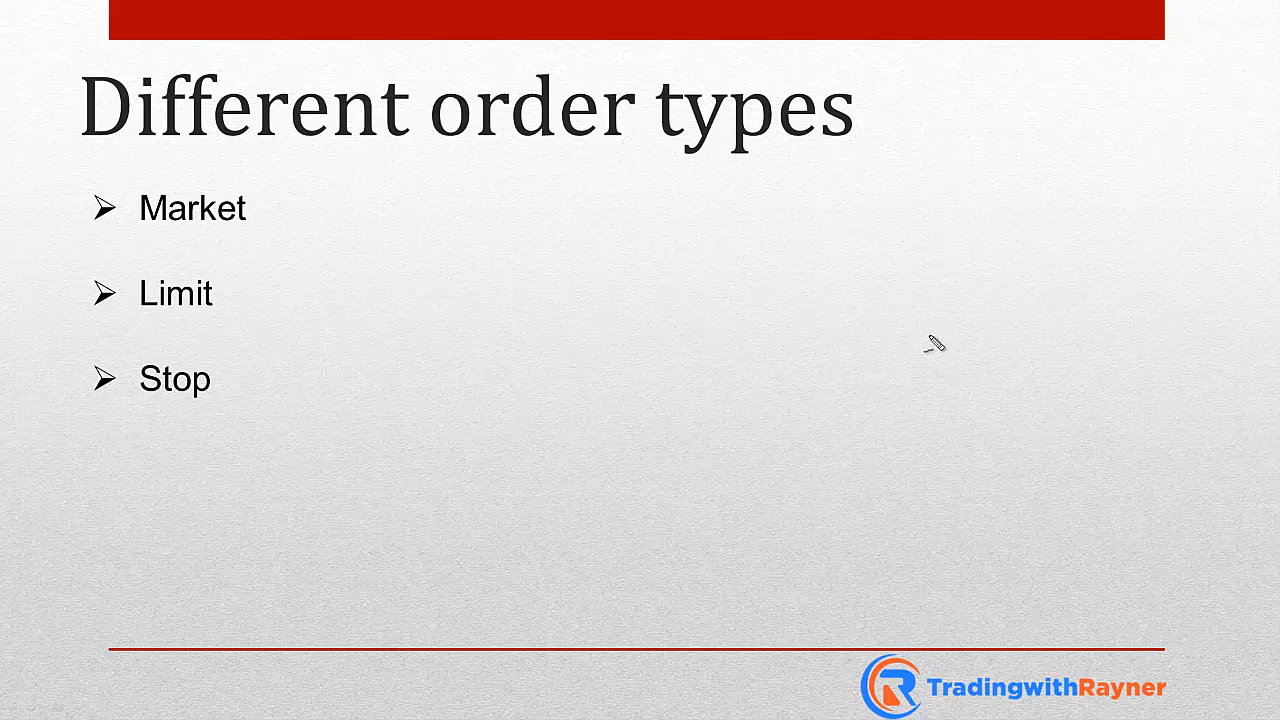 Different order types
Market
Limit
Stop
TradingwithRayner